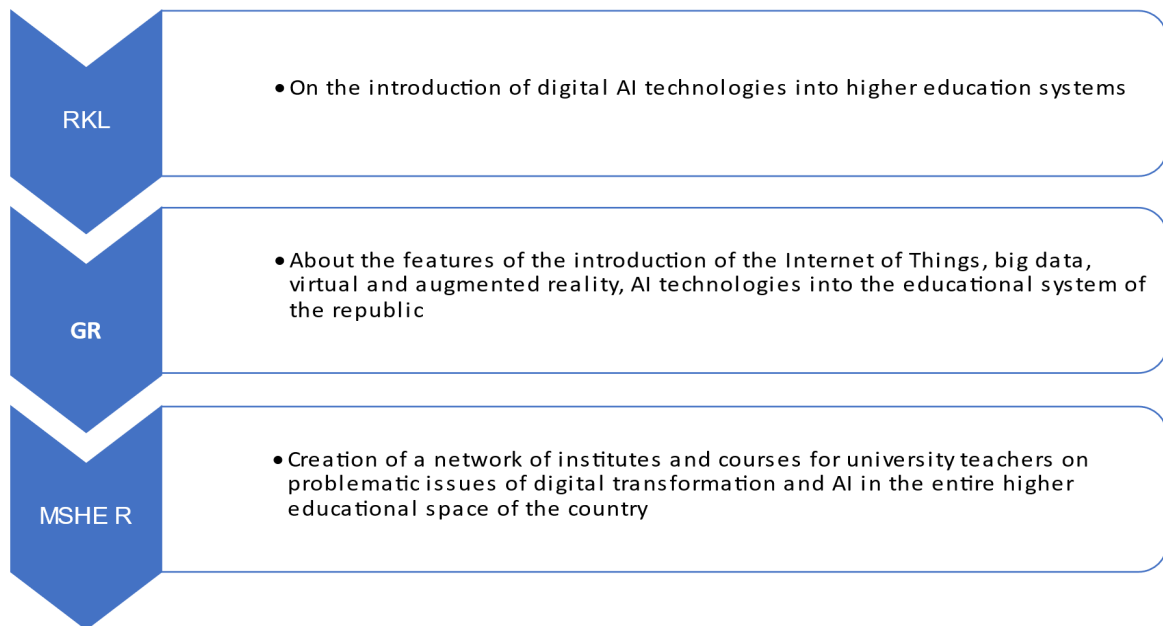 RKL
• On the introduction of digital AI technologies into higher education systems
GR
• About the features of the introduction of the Internet of Things, big data,
virtual and augmented reality, AI technologies into the educational system of
the republic
MSHE R
• Creation of a network of institutes and courses for university teachers on
problematic issues of digital transformation and AI in the entire higher
educational space of the country